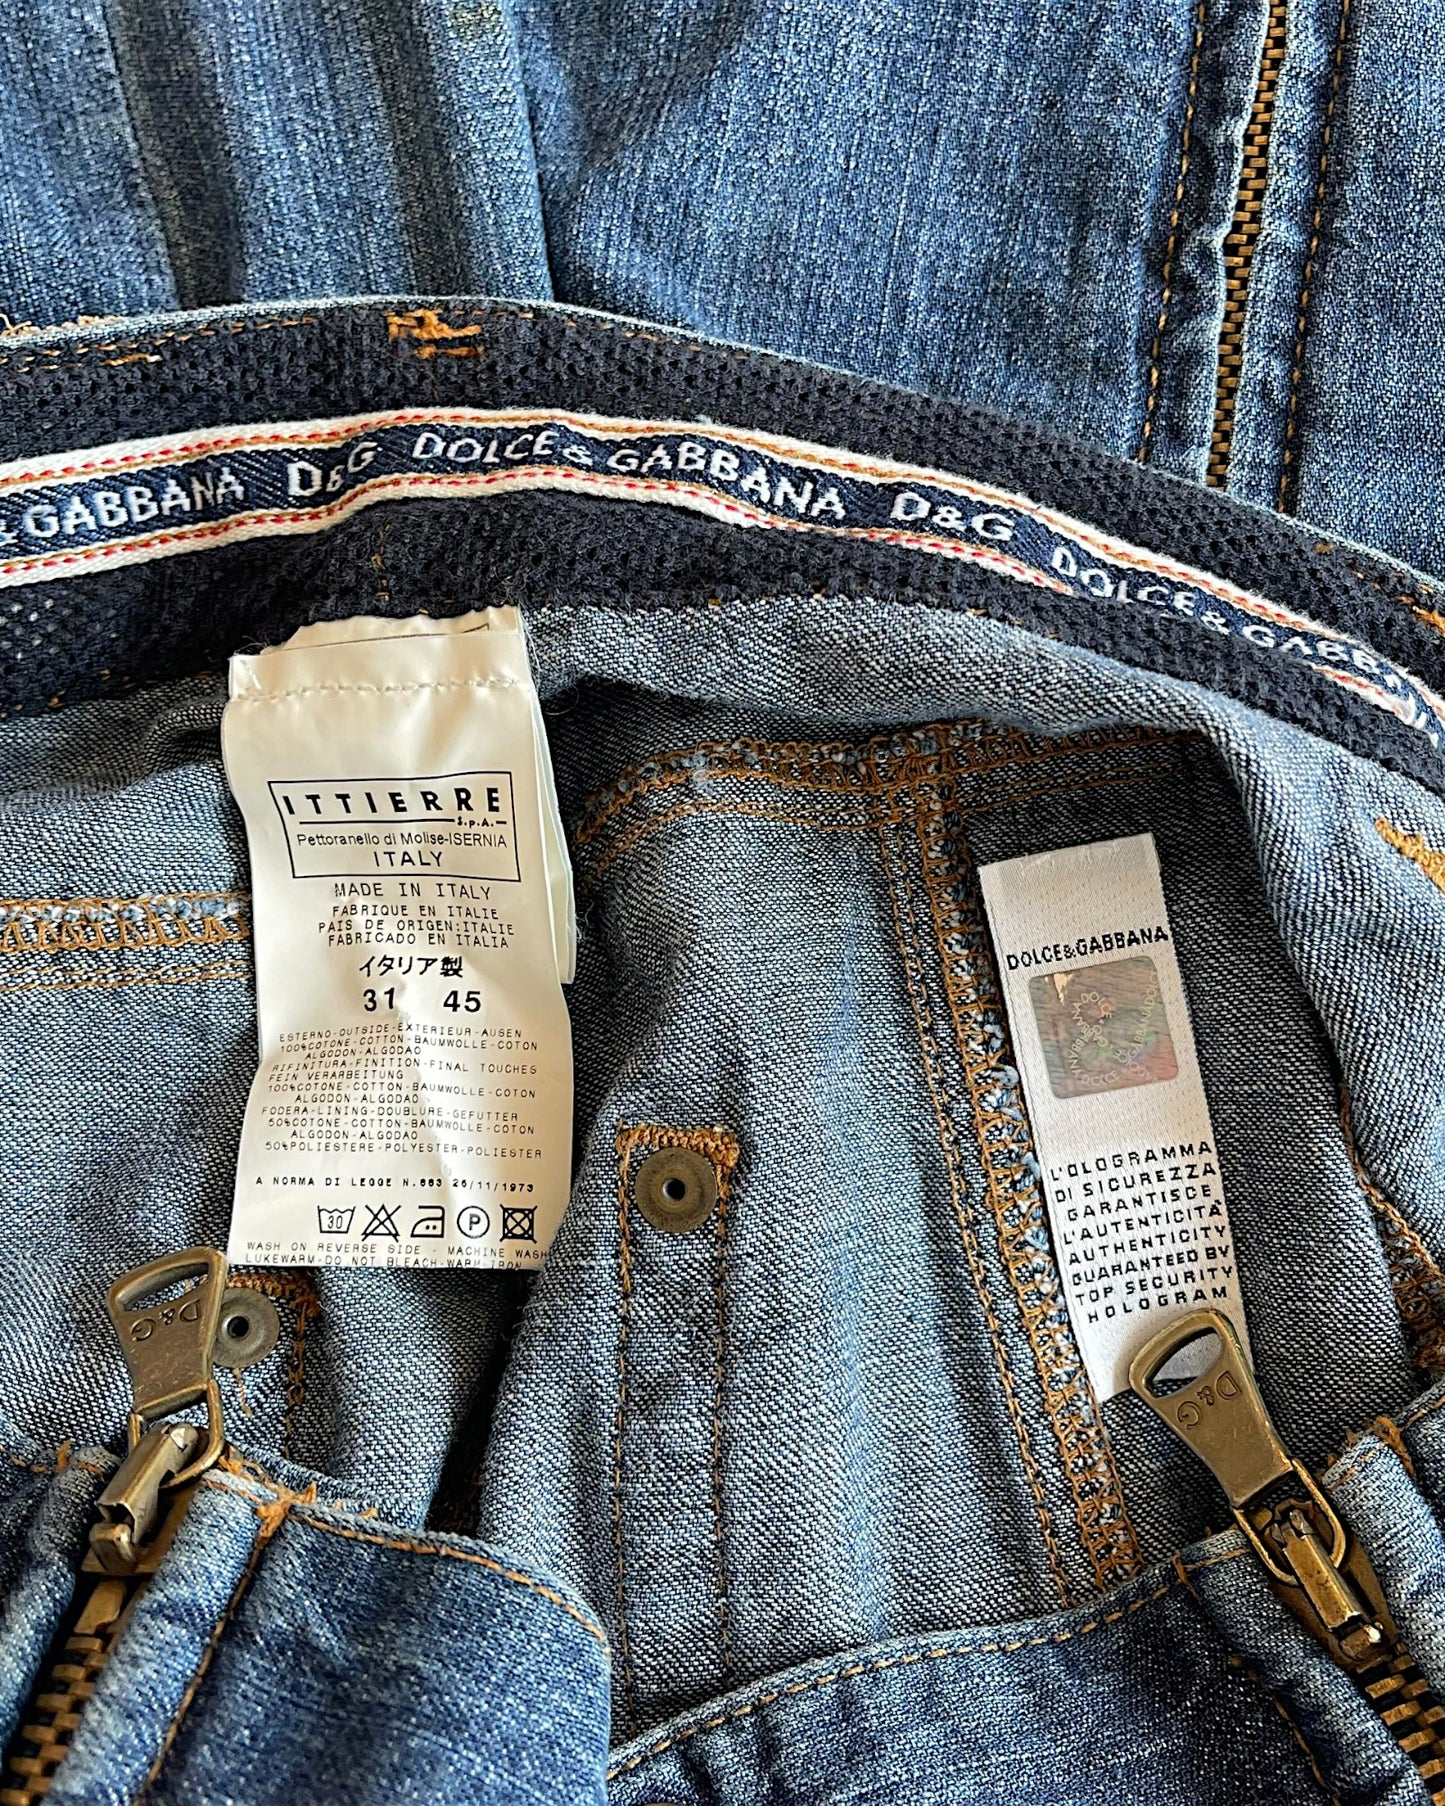 & GABBANA D&G DOLCE & GABBANA D&G DOLCE & GABBA
ITTIERRE
S.p.A.
Pettoranello di Molise-ISERNIA
ITALY
MADE IN ITALY
FABRIQUE EN ITALIE
PAIS DE ORIGEN:ITALIE
FABRICADO EN ITALIA
イタリア製
31 45
ESTERNO-OUTSIDE-EXTERIEUR-AUSEN
100%COTONE-COTTON-BAUMWOLLE-COTON
ALGODON-ALGODAO
RIFINITURA-FINITION-FINAL TOUCHES
FEIN VERARBEITUNG
100%COTONE-COTTON-BAUMWOLLE-COTON
ALGODON-ALGODAO
FODERA-LINING-DOUBLURE-GEFUTTER
50%COTONE-COTTON-BAUMWOLLE-COTON
ALGODON-ALGODAO
50%POLIESTERE-POLYESTER-POLIESTER
A NORMA DI LEGGE N.883 26/11/1973
30 P
WASH ON REVERSE SIDE - MACHINE WASH
LUKEWARM-DO NOT BLEACH-WARM-IRON
DOLCE&GABBANA
L'OLOGRAMMA
DI SICUREZZA
GARANTISCE
L'AUTENTICITÀ
AUTHENTICITY
GUARANTEED BY
TOP SECURITY
HOLOGRAM
D&G
D&G